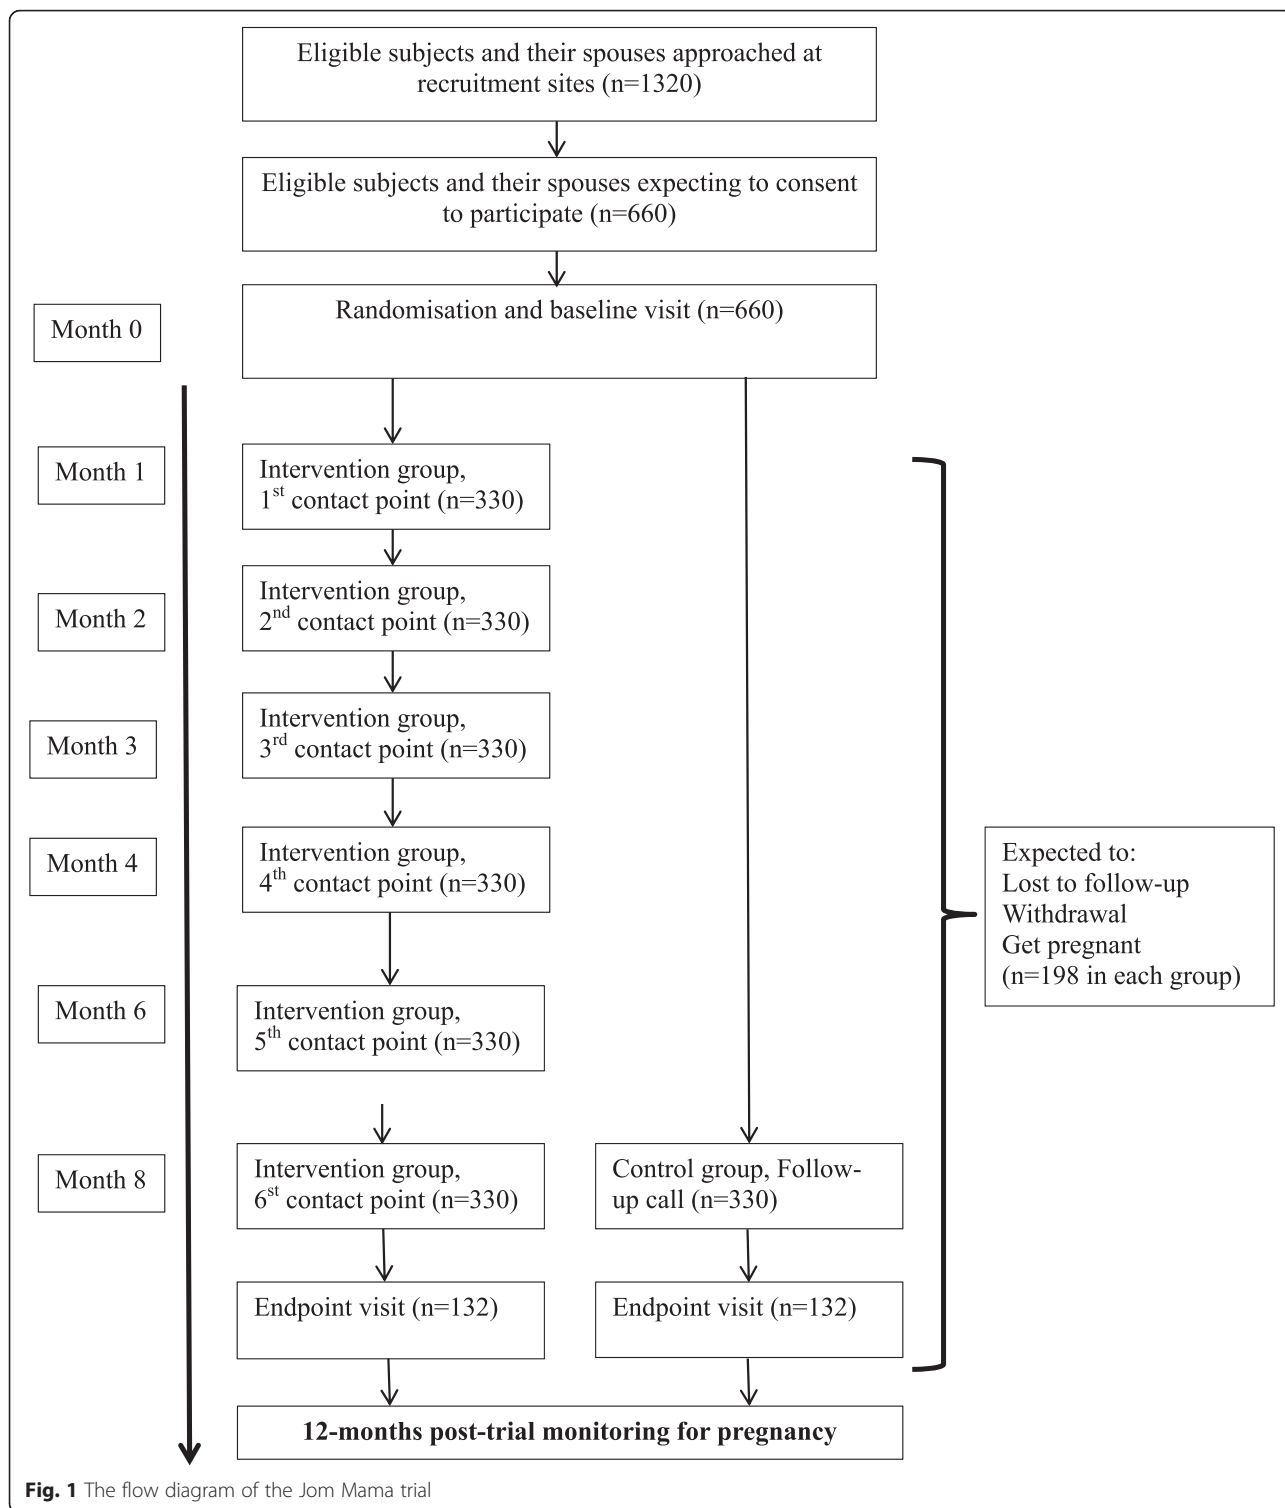 Eligible subjects and their spouses approached at
recruitment sites (n=1320)
Eligible subjects and their spouses expecting to consent
to participate (n=660)
Randomisation and baseline visit (n=660)
Month 0
Month 1
Intervention group,
1st contact point (n=330)
Month 2
Intervention group,
2nd contact point (n=330)
Month 3
Intervention group,
3rd contact point (n=330)
Month 4
Intervention group,
4th contact point (n=330)
Expected to:
Lost to follow-up
Withdrawal
Get pregnant
(n=198 in each group)
Month 6
Intervention group,
5th contact point (n=330)
Month 8
Intervention group,
6st contact point (n=330)
Control group, Follow-
up call (n=330)
Endpoint visit (n=132)
Endpoint visit (n=132)
12-months post-trial monitoring for pregnancy
Fig. 1 The flow diagram of the Jom Mama trial